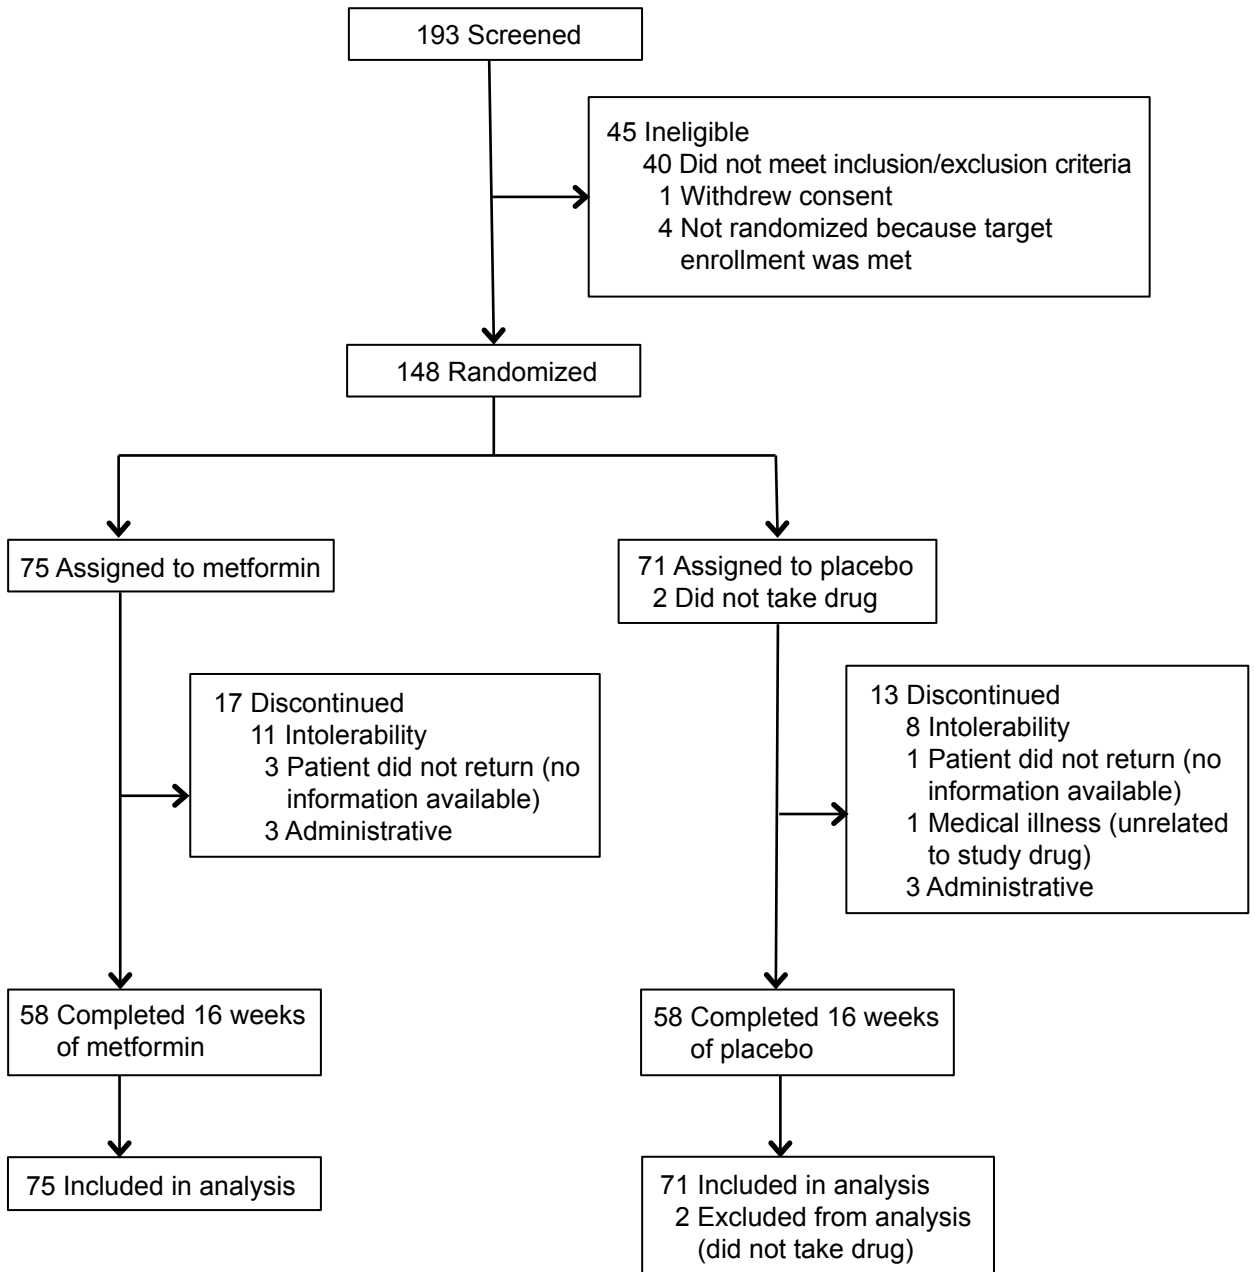 193 Screened
45 Ineligible
40 Did not meet inclusion/exclusion criteria
1 Withdrew consent
4 Not randomized because target
enrollment was met
148 Randomized
75 Assigned to metformin
71 Assigned to placebo
2 Did not take drug
17 Discontinued
11 Intolerability
3 Patient did not return (no
information available)
3 Administrative
13 Discontinued
8 Intolerability
1 Patient did not return (no
information available)
1 Medical illness (unrelated
to study drug)
3 Administrative
58 Completed 16 weeks
of metformin
58 Completed 16 weeks
of placebo
75 Included in analysis
71 Included in analysis
2 Excluded from analysis
(did not take drug)